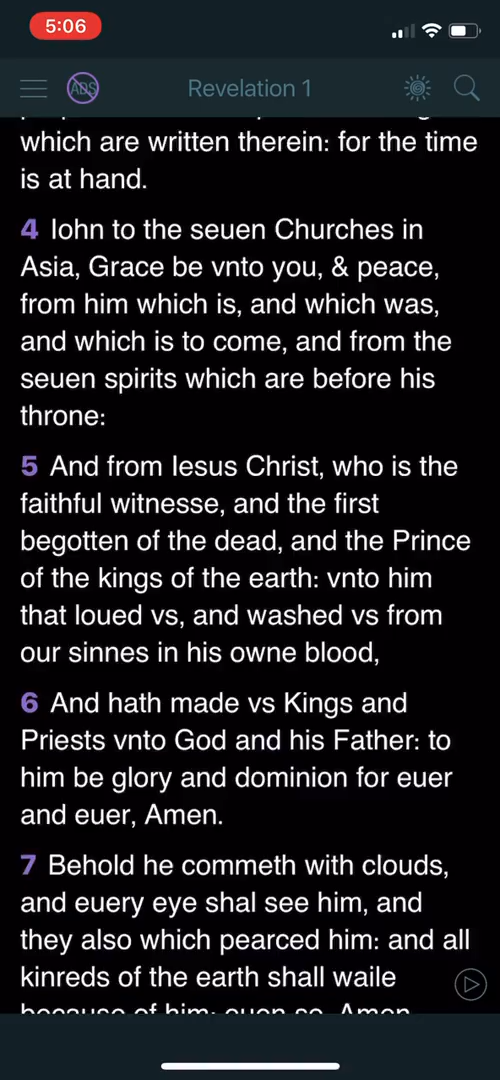 5:06
ADS
Revelation 1
which are written therein: for the time
is at hand.
4 Iohn to the seuen Churches in
Asia, Grace be vnto you, & peace,
from him which is, and which was,
and which is to come, and from the
seuen spirits which are before his
throne:
5 And from Iesus Christ, who is the
faithful witnesse, and the first
begotten of the dead, and the Prince
of the kings of the earth: vnto him
that loued vs, and washed vs from
our sinnes in his owne blood,
6 And hath made vs Kings and
Priests vnto God and his Father: to
him be glory and dominion for euer
and euer, Amen.
7 Behold he commeth with clouds,
and euery eye shal see him, and
they also which pearced him: and all
kinreds of the earth shall waile
because of him: euen so, Amen.